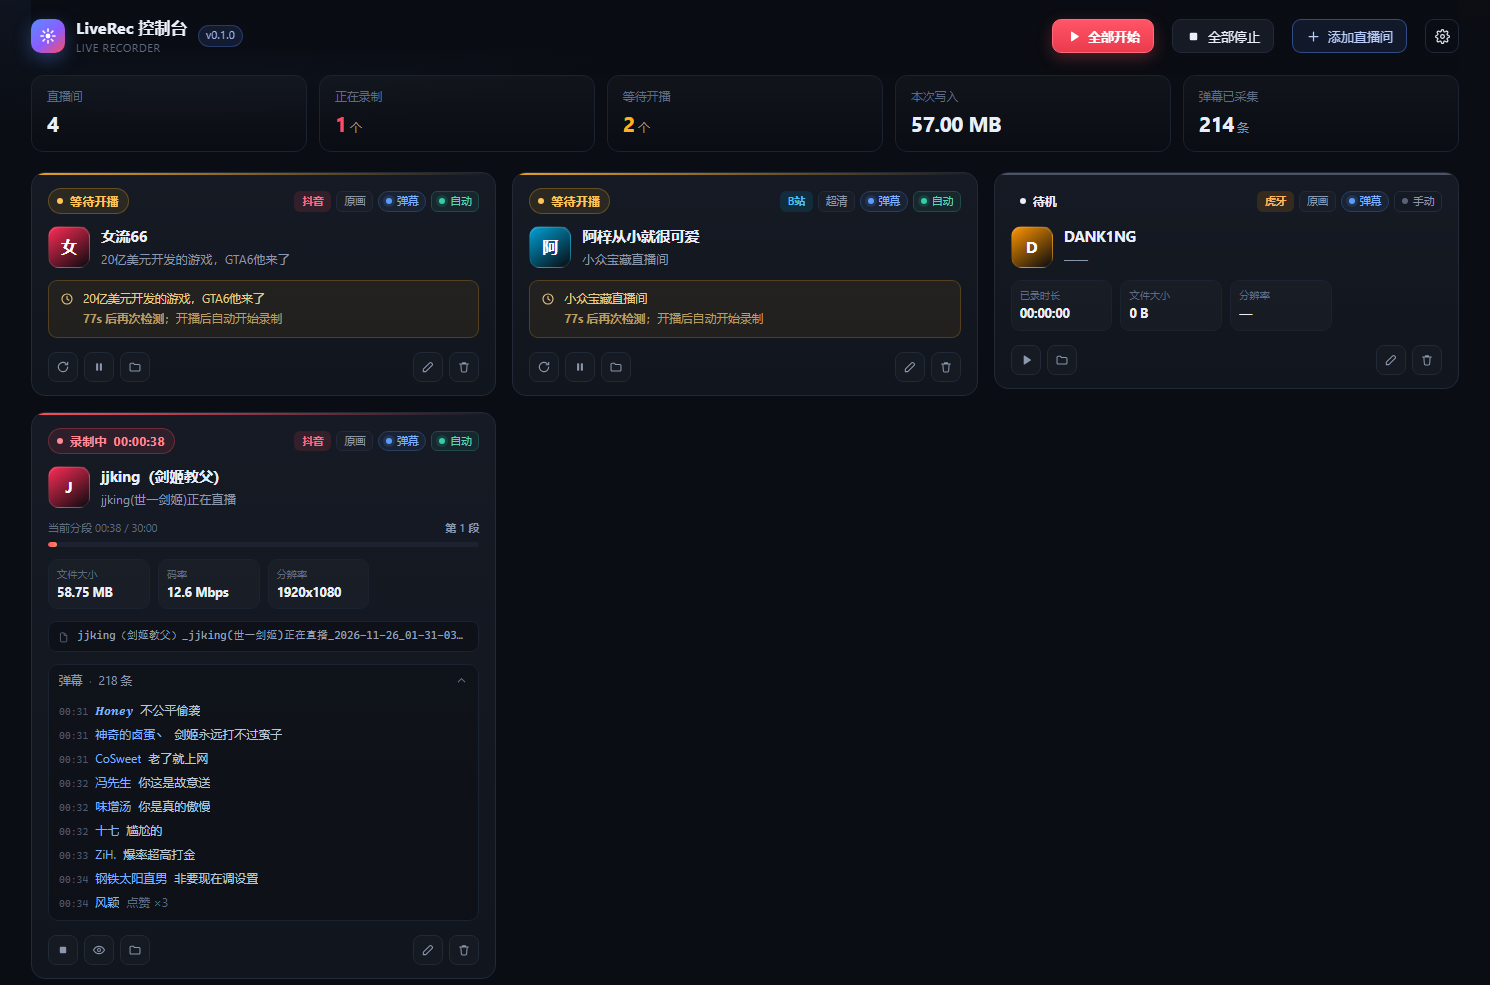 LiveRec 控制台
v0.1.0
LIVE RECORDER
全部开始
全部停止
添加直播间
直播间
4
正在录制
1 个
等待开播
2 个
本次写入
57.00 MB
弹幕已采集
214 条
等待开播
抖音
原画
弹幕
自动
女
女流66
20亿美元开发的游戏，GTA6他来了
20亿美元开发的游戏，GTA6他来了
77s 后再次检测；开播后自动开始录制
等待开播
B站
超清
弹幕
自动
阿
阿梓从小就很可爱
小众宝藏直播间
小众宝藏直播间
77s 后再次检测；开播后自动开始录制
待机
虎牙
原画
弹幕
手动
D
DANK1NG
——
已录时长
00:00:00
文件大小
0 B
分辨率
—
录制中 00:00:38
抖音
原画
弹幕
自动
J
jjking（剑姬教父）
jjking(世一剑姬)正在直播
当前分段 00:38 / 30:00
第 1 段
文件大小
58.75 MB
码率
12.6 Mbps
分辨率
1920x1080
jjking（剑姬教父）_jjking(世一剑姬)正在直播_2026-11-26_01-31-03…
弹幕 · 218 条
00:31 Honey 不公平偷袭
00:31 神奇的卤蛋丶 剑姬永远打不过蛮子
00:31 CoSweet 老了就上网
00:32 冯先生 你这是故意送
00:32 味增汤 你是真的傲慢
00:32 十七 尴尬的
00:33 ZiH. 爆率超高打金
00:34 钢铁太阳直男 非要现在调设置
00:34 风颖 点赞 ×3